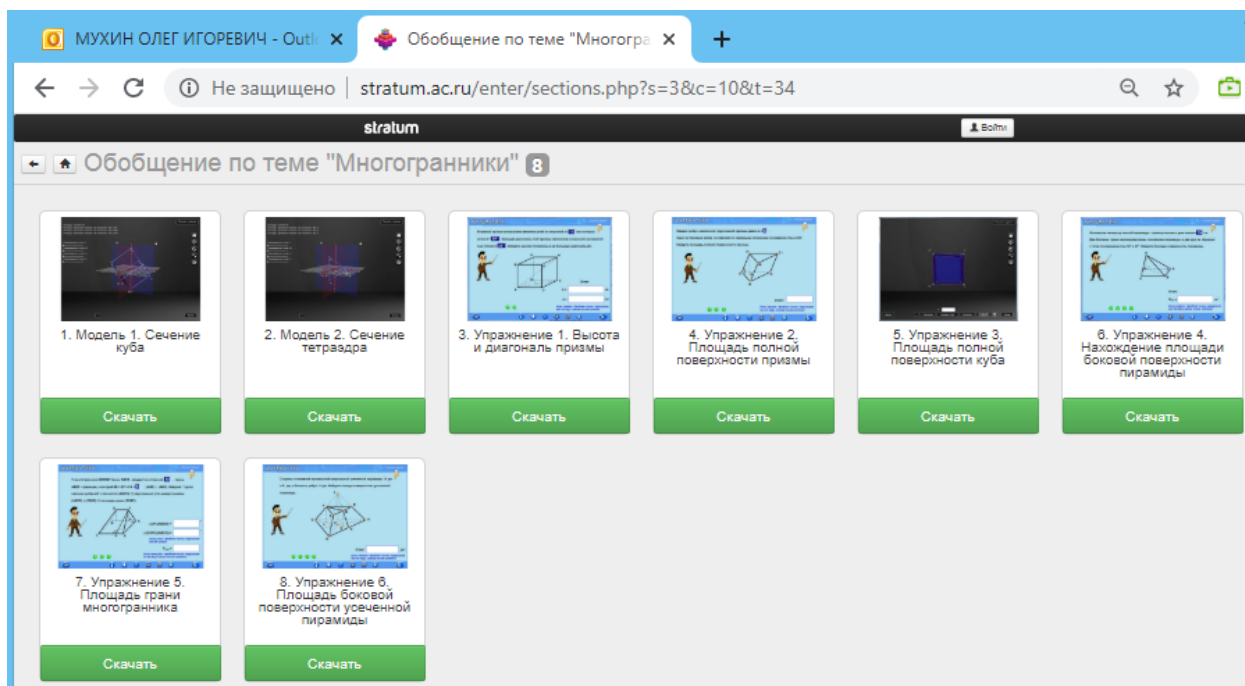 МУХИН ОЛЕГ ИГОРЕВИЧ - Outl
Обобщение по теме "Многогра
Не защищено | stratum.ac.ru/enter/sections.php?s=3&c=10&t=34
stratum
Войти
Обобщение по теме "Многогранники" 8
1. Модель 1. Сечение
куба
2. Модель 2. Сечение
тетраэдра
3. Упражнение 1. Высота
и диагональ призмы
4. Упражнение 2.
Площадь полной
поверхности призмы
5. Упражнение 3.
Площадь полной
поверхности куба
6. Упражнение 4.
Нахождение площади
боковой поверхности
пирамиды
Скачать
Скачать
Скачать
Скачать
Скачать
Скачать
7. Упражнение 5.
Площадь грани
многогранника
8. Упражнение 6.
Площадь боковой
поверхности усеченной
пирамиды
Скачать
Скачать